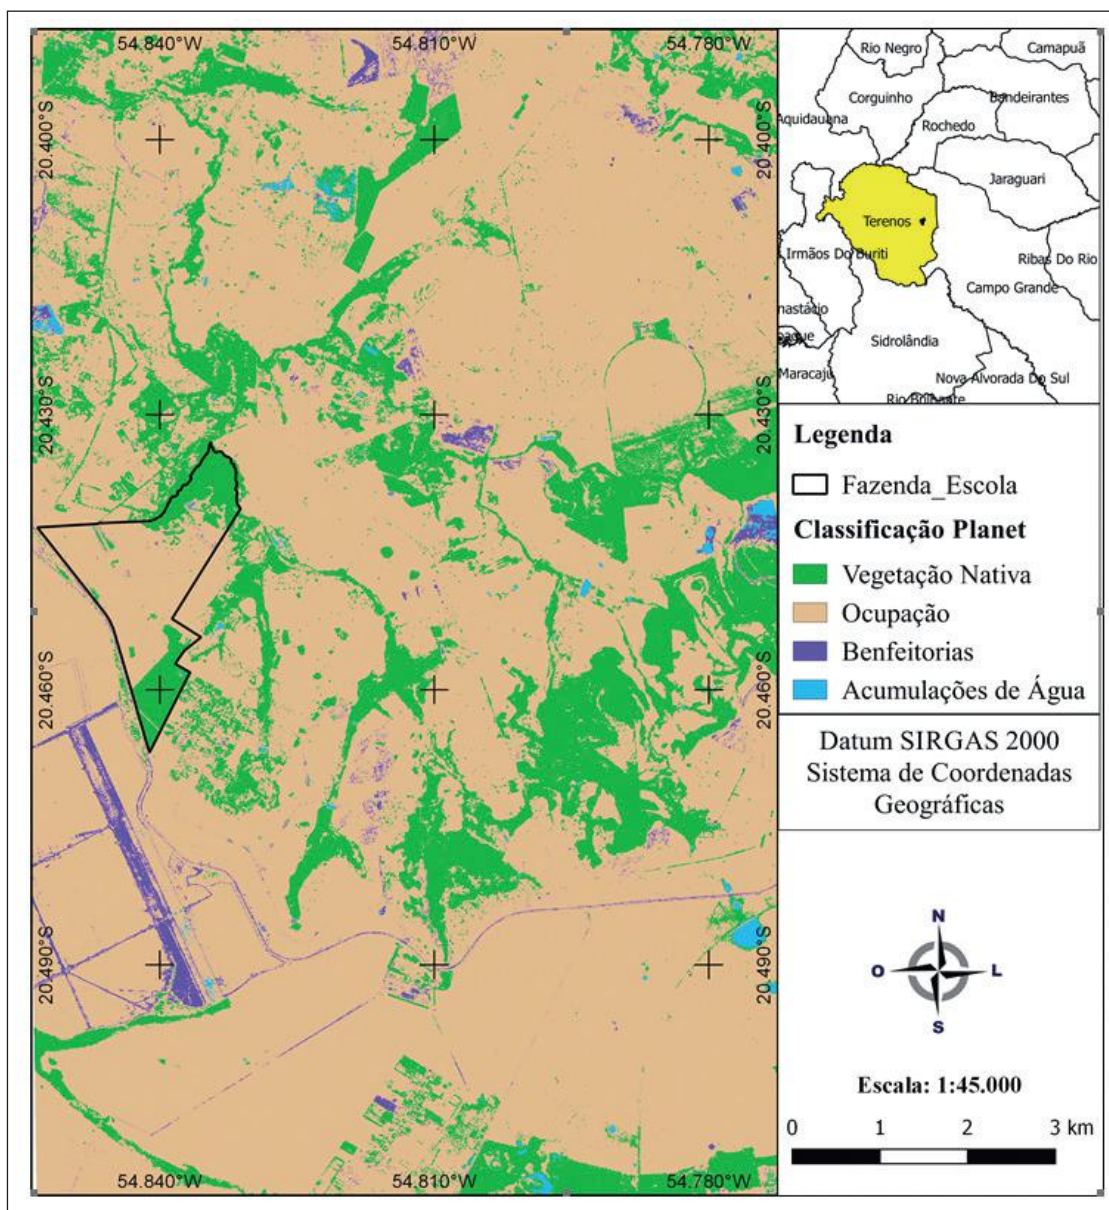 54.840°W 54.810°W 54.780°W
20.400°S 20.400°S
20.430°S 20.430°S
20.460°S 20.460°S
20.490°S 20.490°S
54.840°W 54.810°W 54.780°W
Rio Negro Camapuã
Corguinho Bandeirantes
Aquidauana
Rochedo
Jaraguari
Terenos
Irmãos Do Buriti Ribas Do Rio
Campo Grande
nastácio
Sidrolândia
Maracaju Nova Alvorada Do Sul
Legenda
Fazenda_Escola
Classificação Planet
Vegetação Nativa
Ocupação
Benfeitorias
Acumulações de Água
Datum SIRGAS 2000
Sistema de Coordenadas
Geográficas
N
O L
S
Escala: 1:45.000
0 1 2 3 km